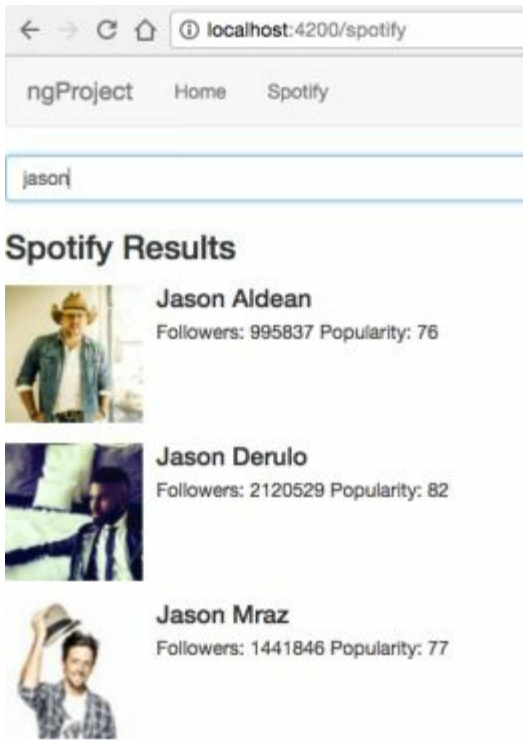 localhost:4200/spotify
ngProject Home Spotify
jason
Spotify Results
Jason Aldean
Followers: 995837 Popularity: 76
Jason Derulo
Followers: 2120529 Popularity: 82
Jason Mraz
Followers: 1441846 Popularity: 77